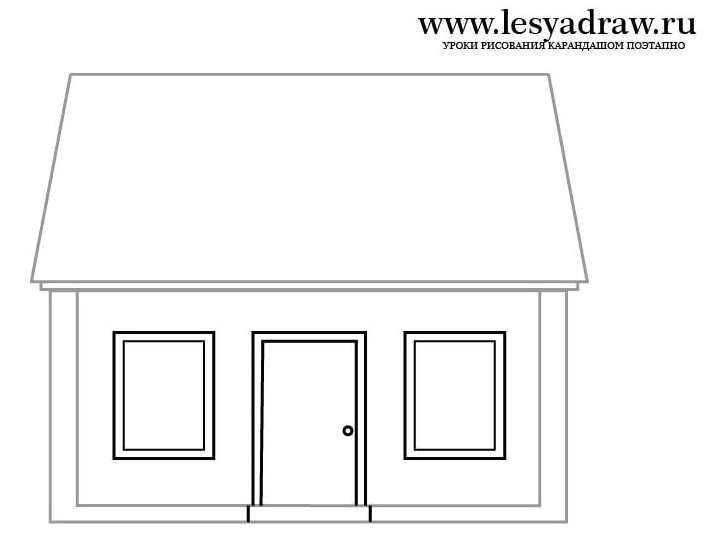 www.lesyadraw.ru
УРОКИ РИСОВАНИЯ КАРАНДАШОМ ПОЭТАПНО